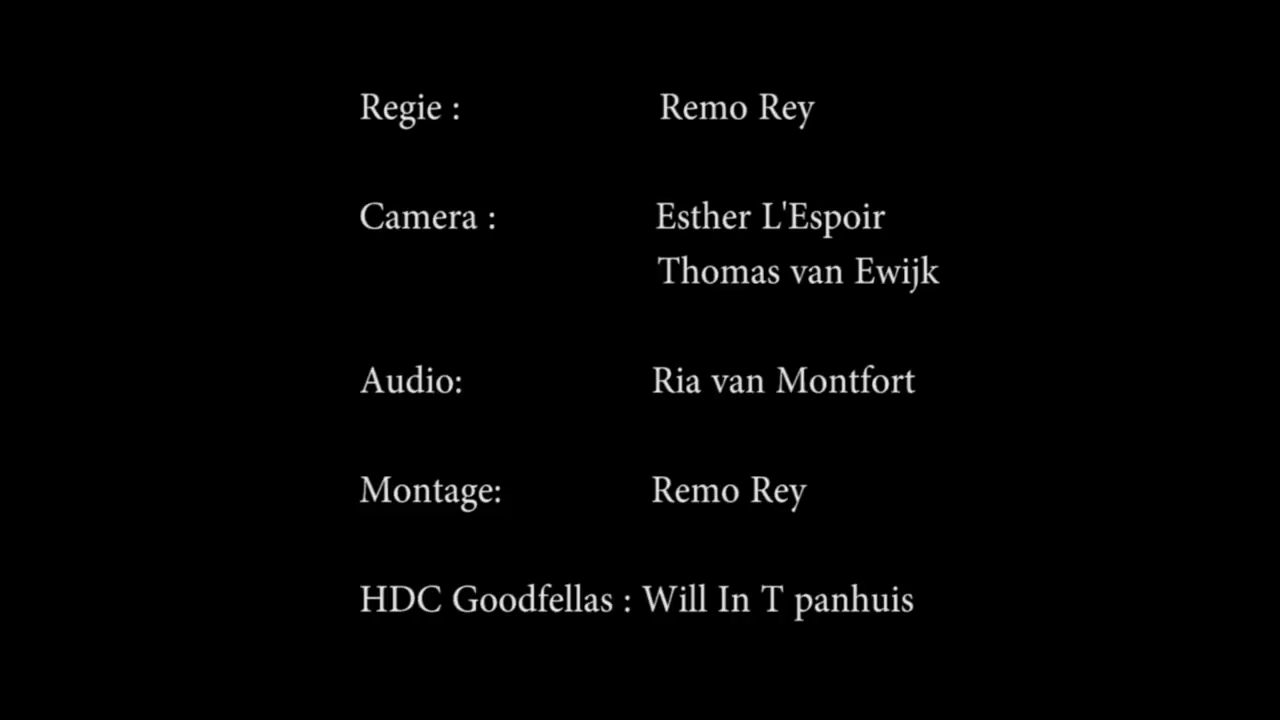 Regie : Remo Rey
Camera : Esther L'Espoir
Thomas van Ewijk
Audio: Ria van Montfort
Montage: Remo Rey
HDC Goodfellas : Will In T panhuis